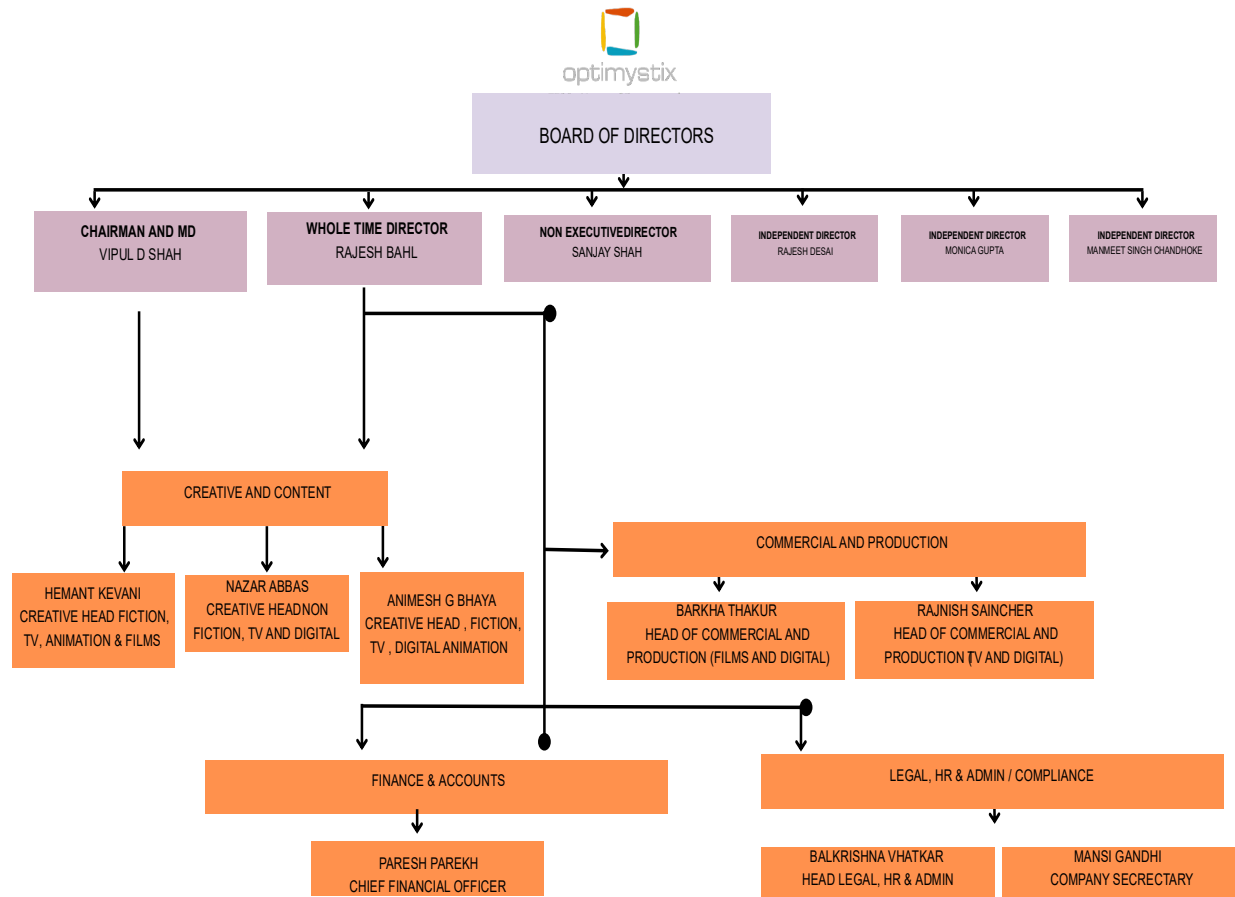 optimystix
BOARD OF DIRECTORS
CHAIRMAN AND MD
VIPUL D SHAH
WHOLE TIME DIRECTOR
RAJESH BAHL
NON EXECUTIVEDIRECTOR
SANJAY SHAH
INDEPENDENT DIRECTOR
RAJESH DESAI
INDEPENDENT DIRECTOR
MONICA GUPTA
INDEPENDENT DIRECTOR
MANMEET SINGH CHANDHOKE
CREATIVE AND CONTENT
COMMERCIAL AND PRODUCTION
HEMANT KEVANI
CREATIVE HEAD FICTION,
TV, ANIMATION & FILMS
NAZAR ABBAS
CREATIVE HEADNON
FICTION, TV AND DIGITAL
ANIMESH G BHAYA
CREATIVE HEAD , FICTION,
TV , DIGITAL ANIMATION
BARKHA THAKUR
HEAD OF COMMERCIAL AND
PRODUCTION (FILMS AND DIGITAL)
RAJNISH SAINCHER
HEAD OF COMMERCIAL AND
PRODUCTION (TV AND DIGITAL)
FINANCE & ACCOUNTS
LEGAL, HR & ADMIN / COMPLIANCE
PARESH PAREKH
CHIEF FINANCIAL OFFICER
BALKRISHNA VHATKAR
HEAD LEGAL, HR & ADMIN
MANSI GANDHI
COMPANY SECRECTARY